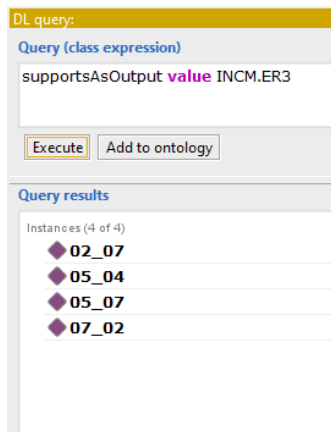 DL query:
Query (class expression)
supportsAsOutput value INCM.ER3
Execute Add to ontology
Query results
Instances (4 of 4)
02_07
05_04
05_07
07_02